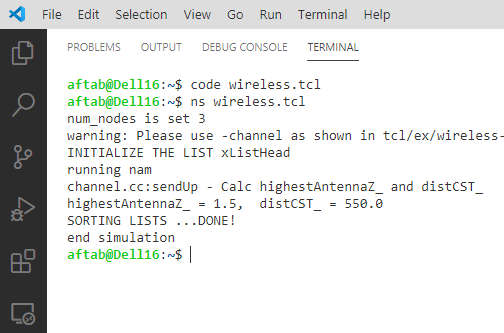 File Edit Selection View Go Run Terminal Help
PROBLEMS OUTPUT DEBUG CONSOLE TERMINAL
aftab@Dell16:~$ code wireless.tcl
aftab@Dell16:~$ ns wireless.tcl
num_nodes is set 3
warning: Please use -channel as shown in tcl/ex/wireless-
INITIALIZE THE LIST xListHead
running nam
channel.cc:sendUp - Calc highestAntennaZ_ and distCST_
highestAntennaZ_ = 1.5,  distCST_ = 550.0
SORTING LISTS ...DONE!
end simulation
aftab@Dell16:~$